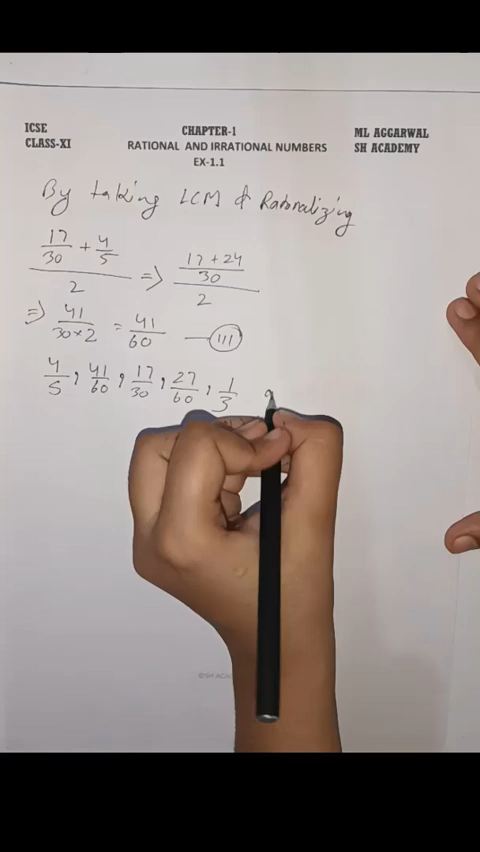 ICSE CHAPTER-1 ML AGGARWAL
CLASS-XI RATIONAL AND IRRATIONAL NUMBERS SH ACADEMY
EX-1.1
By taking LCM & Rationalizing
(17/30 + 4/5)/2 => ((17+24)/30)/2
=> 41/(30×2) = 41/60 — (III)
4/5, 41/60, 17/30, 27/60, 1/3